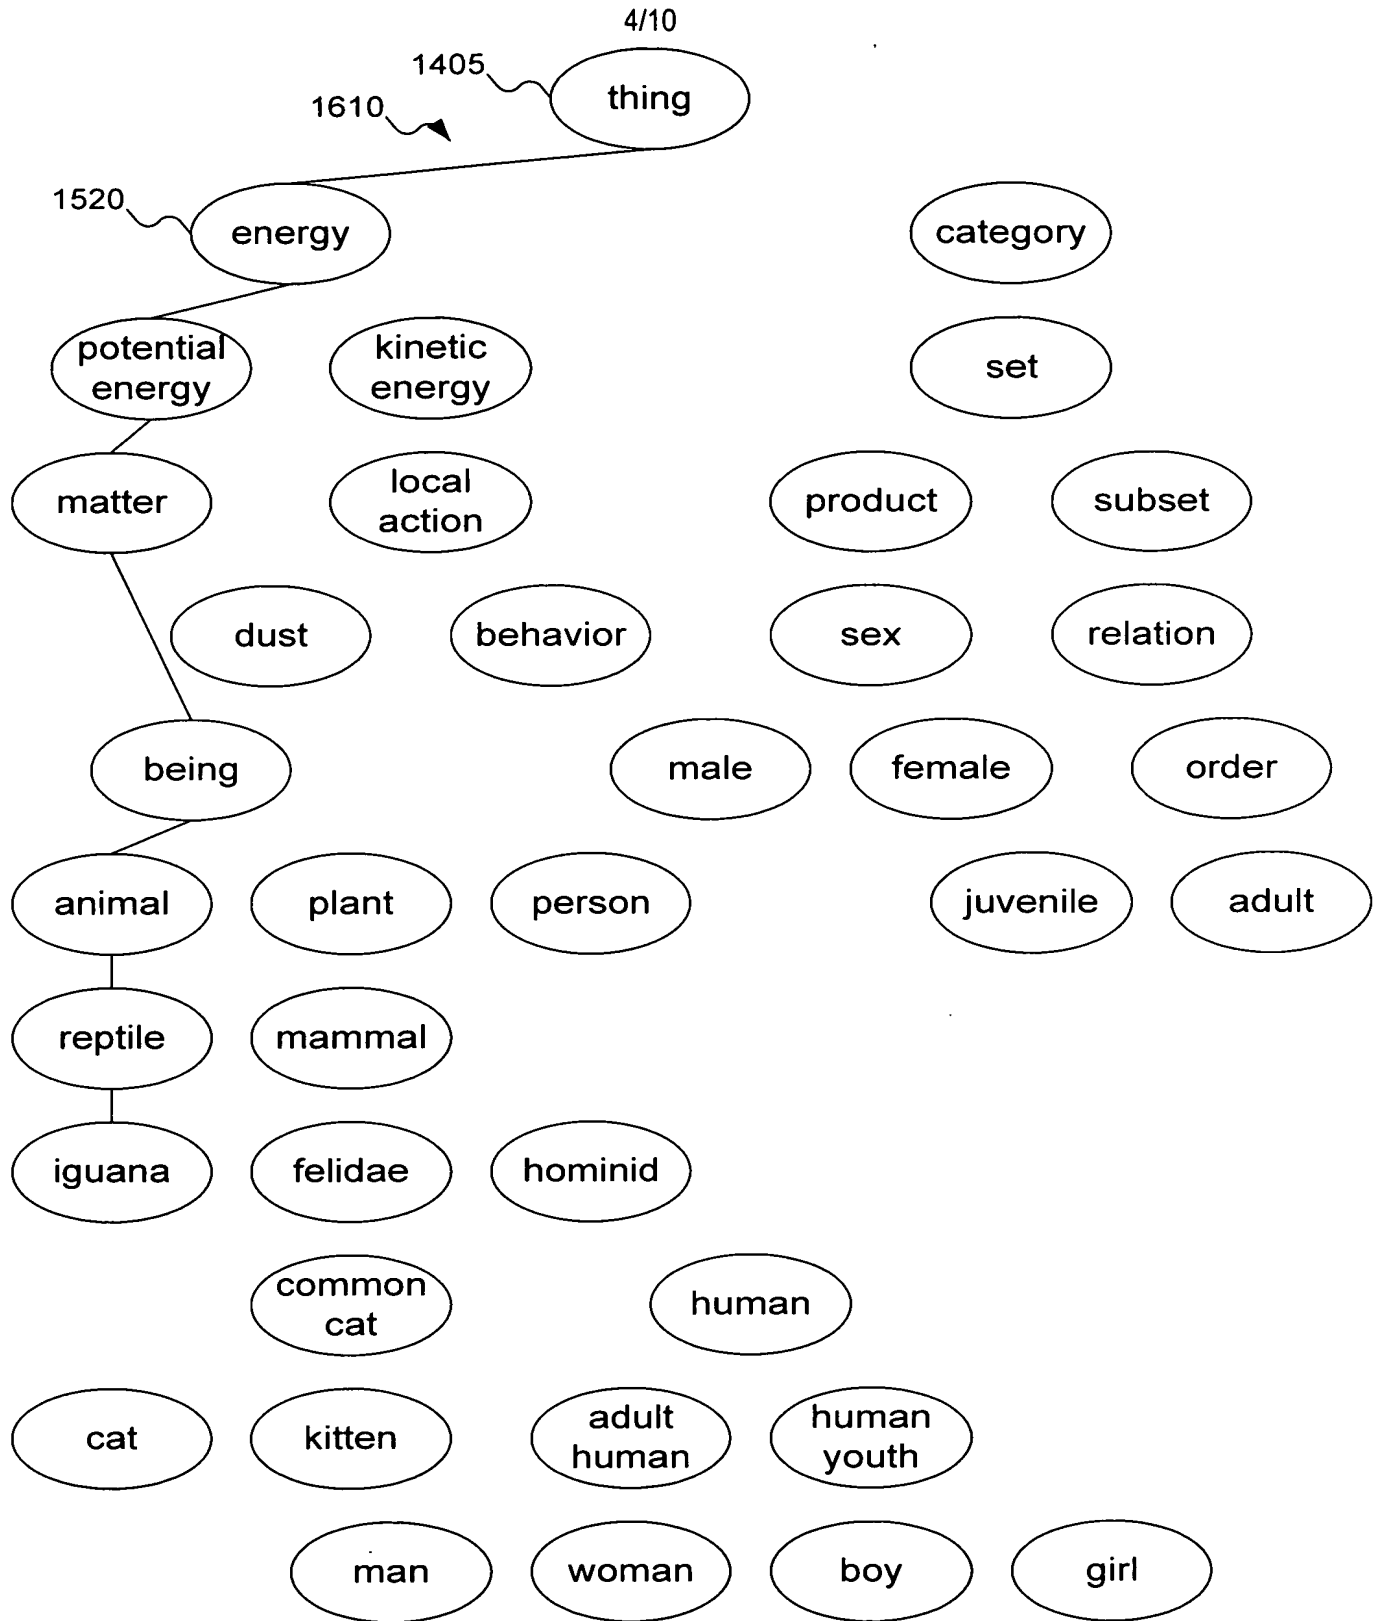 4/10
1405
thing
1610
1520
energy
category
potential
energy
kinetic
energy
set
matter
local
action
product
subset
dust
behavior
sex
relation
being
male
female
order
animal
plant
person
juvenile
adult
reptile
mammal
iguana
felidae
hominid
common
cat
human
cat
kitten
adult
human
human
youth
man
woman
boy
girl